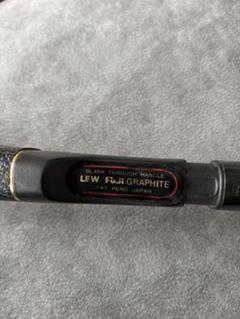 BLANK THROUGH HANDLE
LEW FUJI GRAPHITE
PAT. PEND. JAPAN